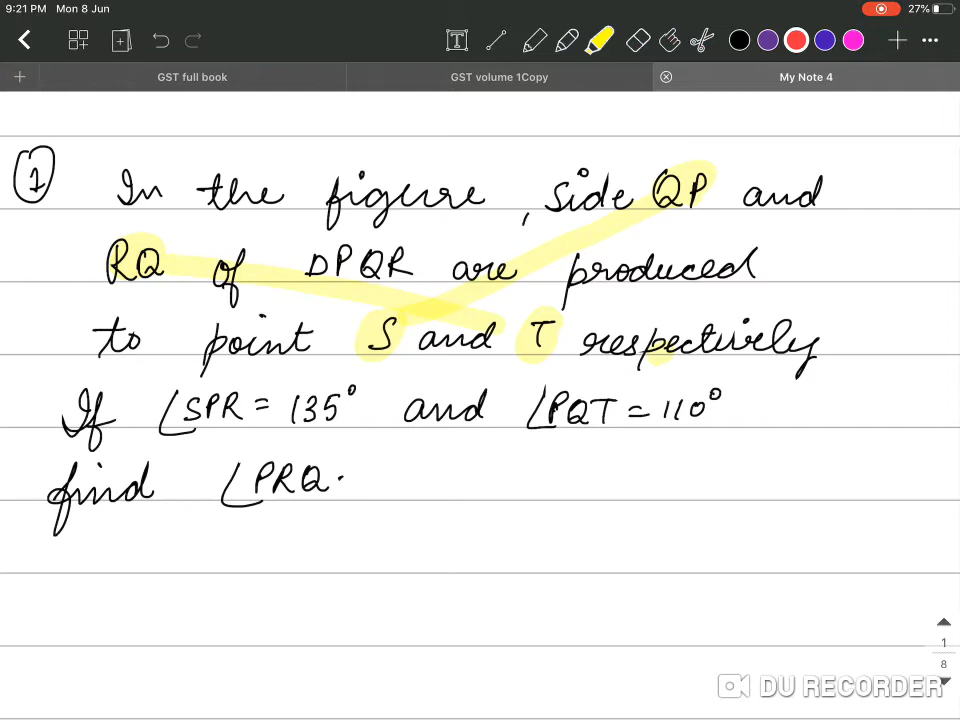 9:21 PM Mon 8 Jun 27%
GST full book GST volume 1Copy My Note 4
1 In the figure, side QP and
RQ of △PQR are produced
to point S and T respectively
If ∠SPR = 135° and ∠PQT = 110°
find ∠PRQ.
1
8
DU RECORDER